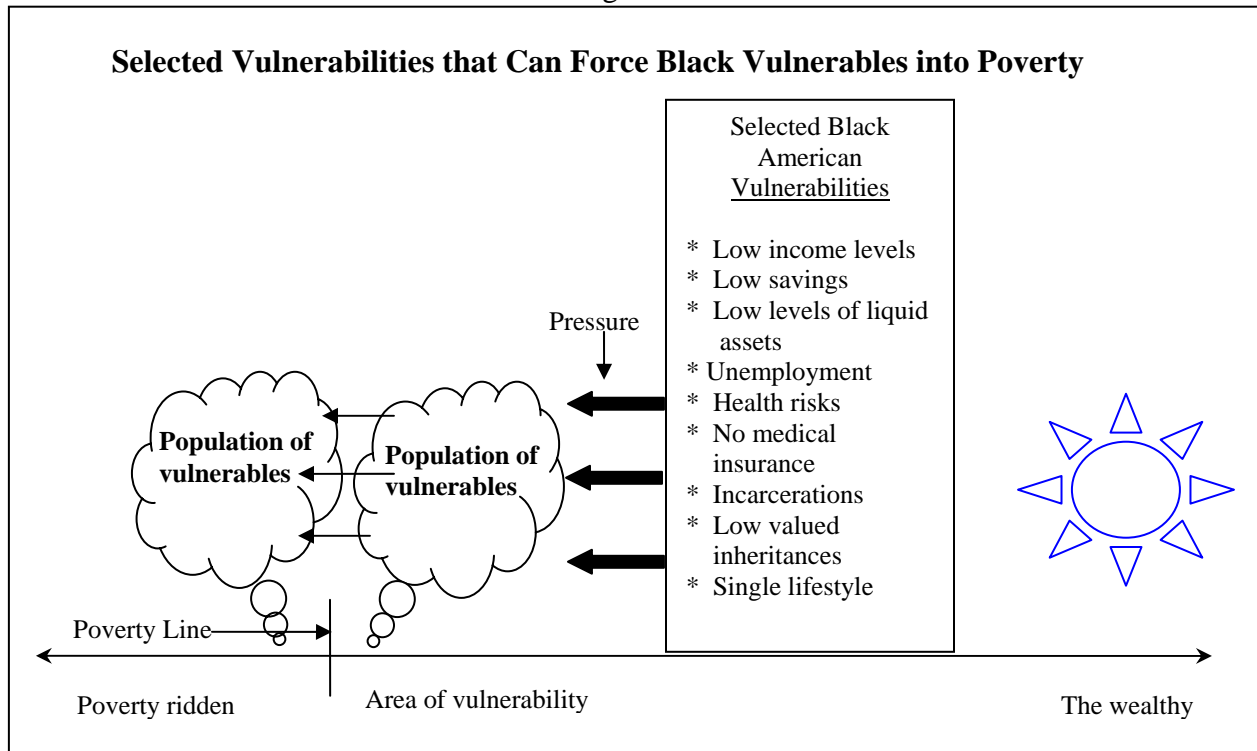 Selected Vulnerabilities that Can Force Black Vulnerables into Poverty
Selected Black
American
Vulnerabilities
* Low income levels
* Low savings
* Low levels of liquid
assets
* Unemployment
* Health risks
* No medical
insurance
* Incarcerations
* Low valued
inheritances
* Single lifestyle
Pressure
Population of
vulnerables
Population of
vulnerables
Poverty Line
Poverty ridden
Area of vulnerability
The wealthy